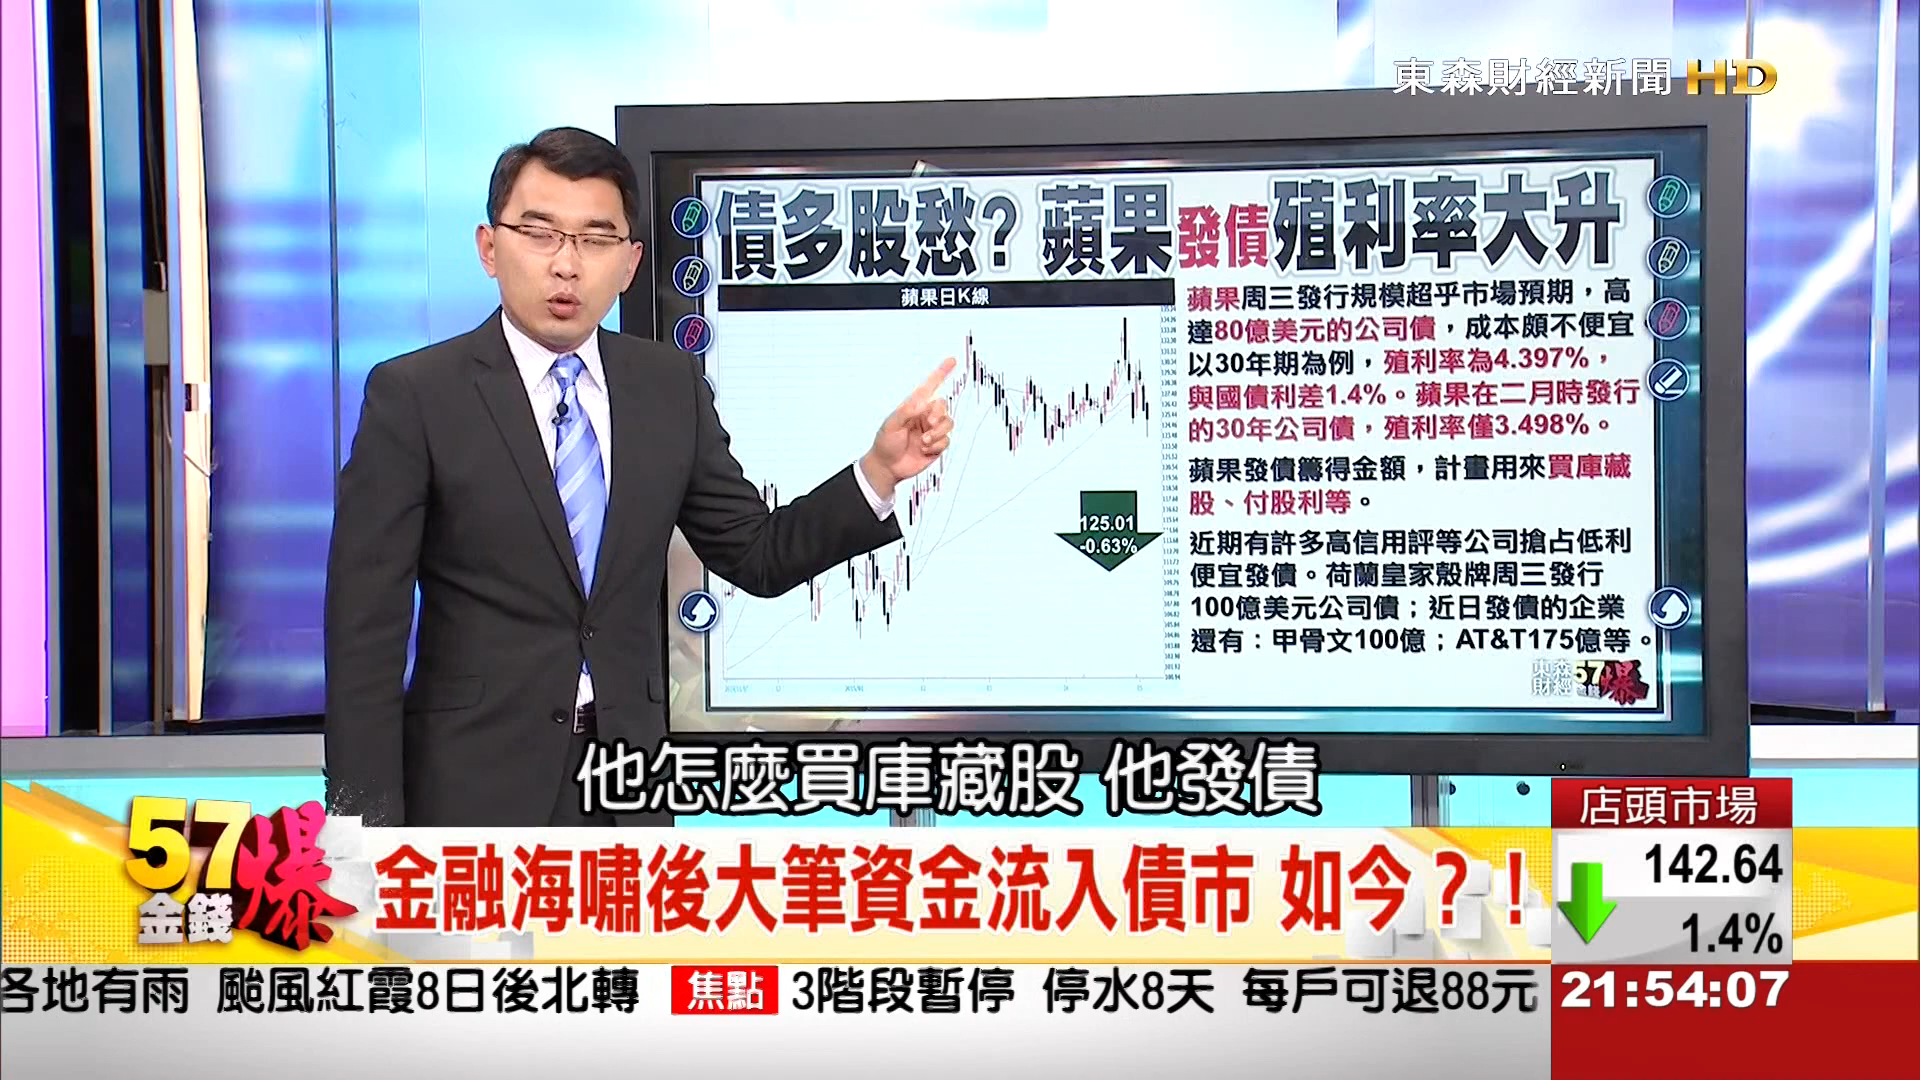 東森財經新聞HD
債多股愁？蘋果發債殖利率大升
蘋果日K線
蘋果周三發行規模超乎市場預期，高
達80億美元的公司債，成本頗不便宜
以30年期為例，殖利率為4.397%，
與國債利差1.4%。蘋果在二月時發行
的30年公司債，殖利率僅3.498%。
蘋果發債籌得金額，計畫用來買庫藏
股、付股利等。
近期有許多高信用評等公司搶占低利
便宜發債。荷蘭皇家殼牌周三發行
100億美元公司債；近日發債的企業
還有：甲骨文100億；AT&T175億等。
125.01
-0.63%
東森
財經
57
爆
他怎麼買庫藏股 他發債
57
金錢
爆
金融海嘯後大筆資金流入債市 如今？！
店頭市場
142.64
1.4%
各地有雨 颱風紅霞8日後北轉 焦點 3階段暫停 停水8天 每戶可退88元
21:54:07